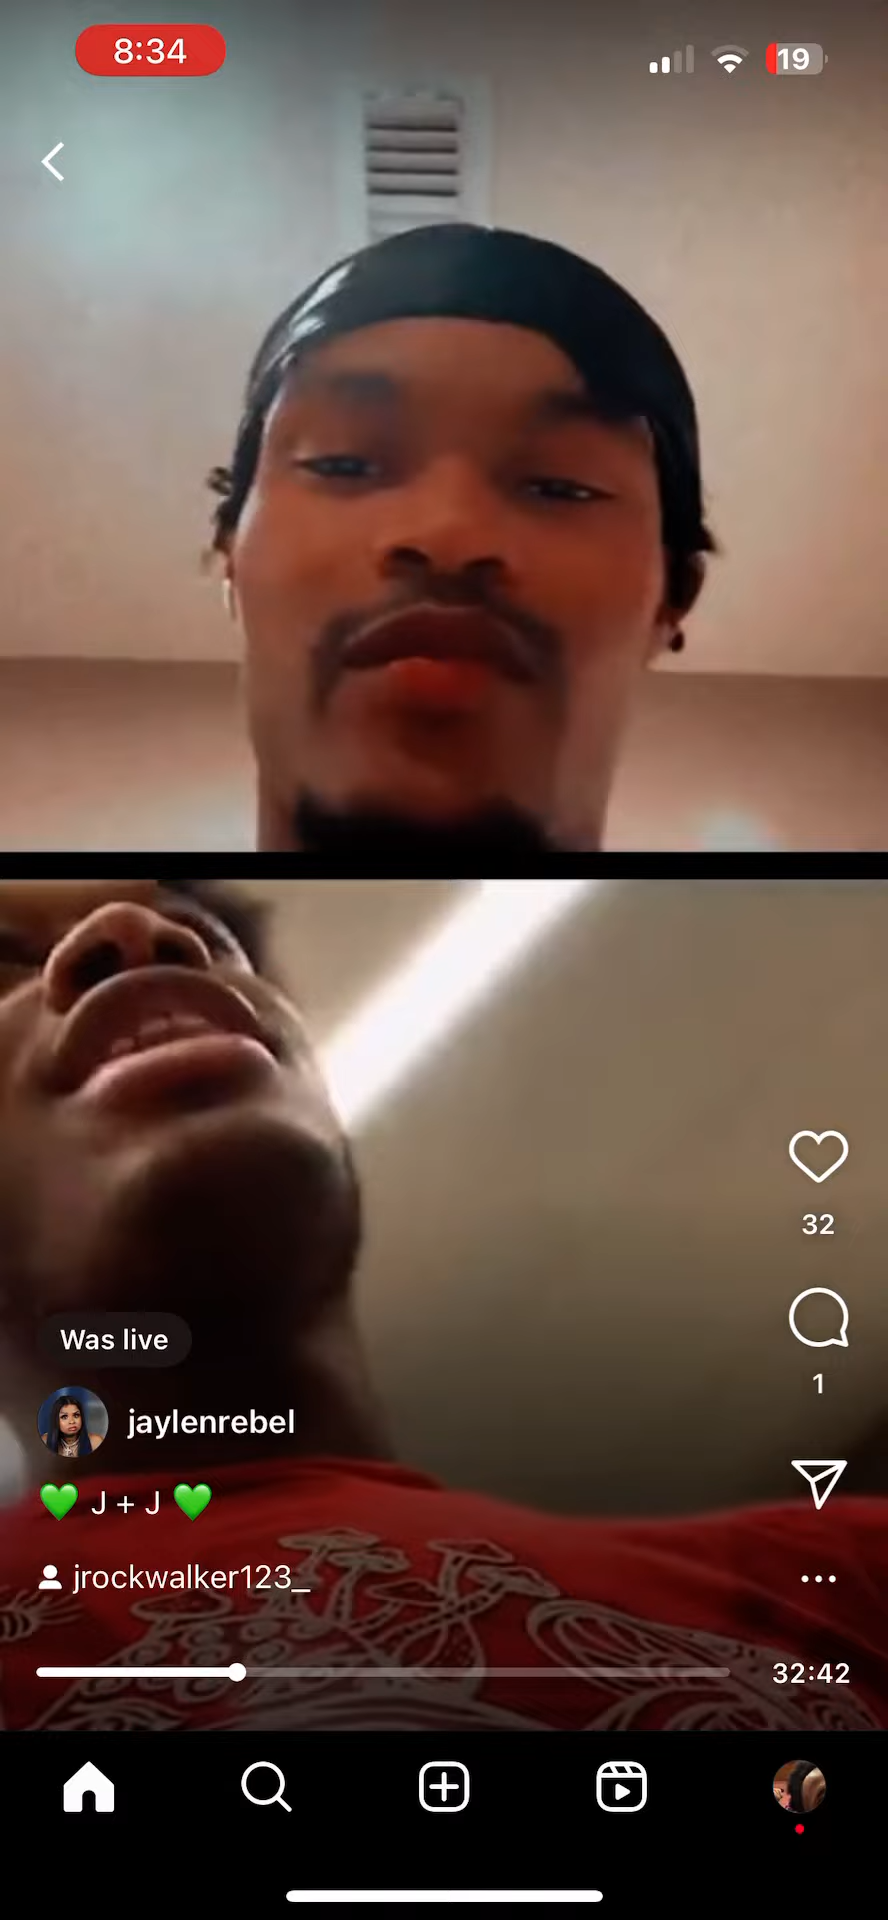 8:34
19
Was live
jaylenrebel
💚 J + J 💚
jrockwalker123_
32
1
32:42